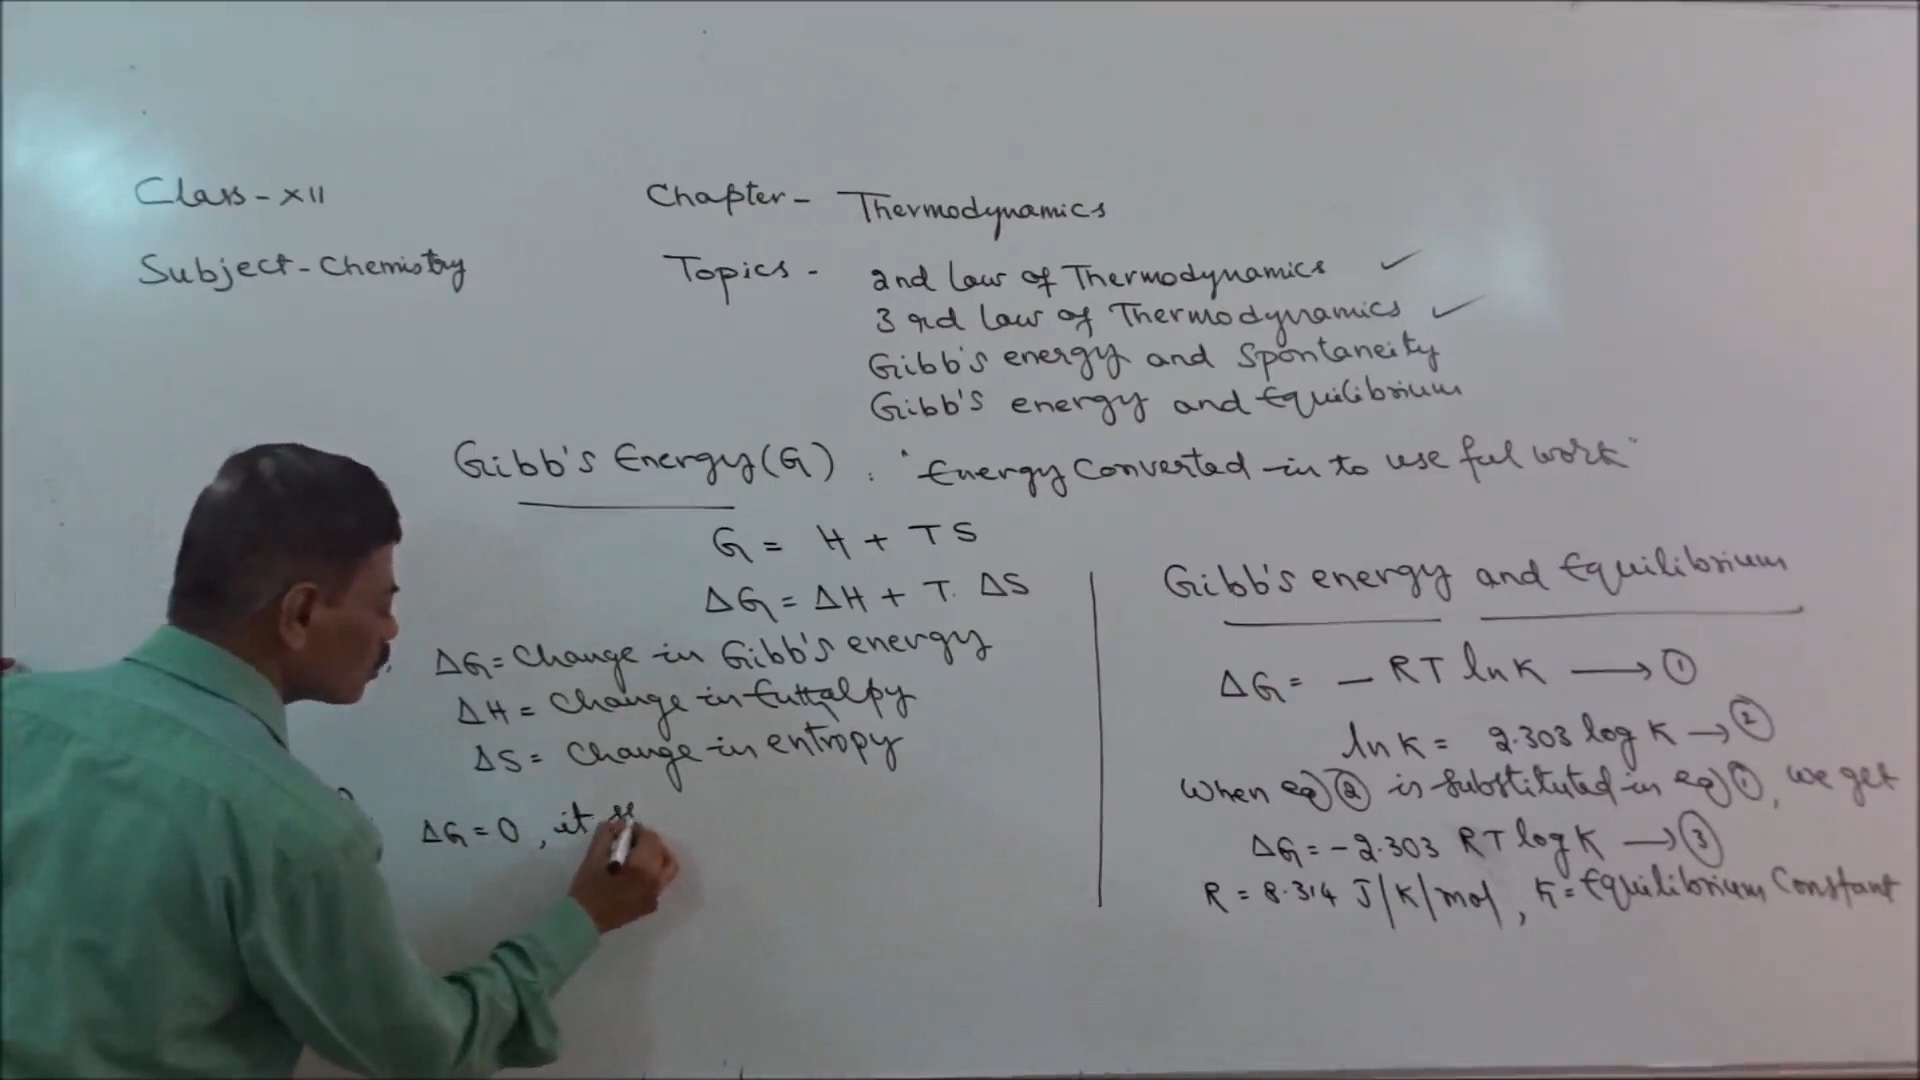 Class - XII
Subject - Chemistry
Chapter - Thermodynamics
Topics - 2nd law of Thermodynamics ✓
3rd law of Thermodynamics ✓
Gibb's energy and Spontaneity
Gibb's energy and Equilibrium
Gibb's Energy (G) : "Energy Converted in to use ful work"
G = H + TS
ΔG = ΔH + T. ΔS
ΔG = Change in Gibb's energy
ΔH = Change in Enthalpy
ΔS = Change in entropy
ΔG = 0, it
Gibb's energy and Equilibrium
ΔG = - RT ln K → ①
ln K = 2.303 log K → ②
When eq ② is substituted in eq ①, we get
ΔG = - 2.303 RT log K → ③
R = 8.314 J/K/mol, K = Equilibrium Constant